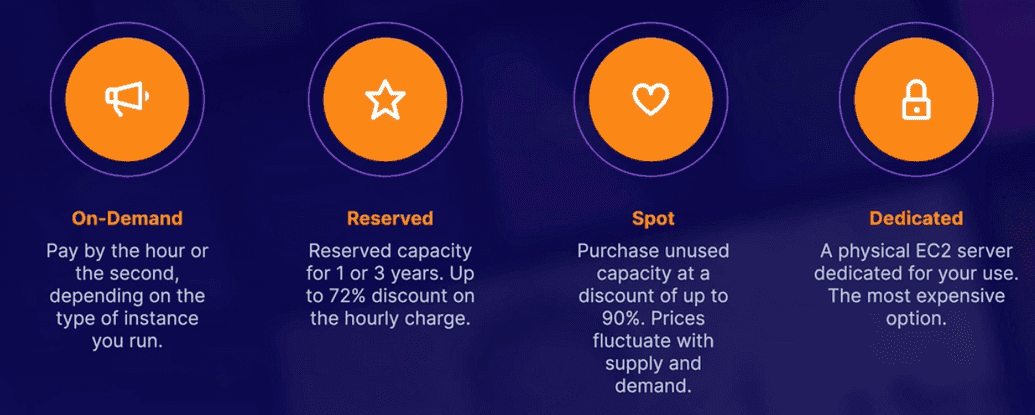 On-Demand
Pay by the hour or
the second,
depending on the
type of instance
you run.
Reserved
Reserved capacity
for 1 or 3 years. Up
to 72% discount on
the hourly charge.
Spot
Purchase unused
capacity at a
discount of up to
90%. Prices
fluctuate with
supply and
demand.
Dedicated
A physical EC2 server
dedicated for your use.
The most expensive
option.